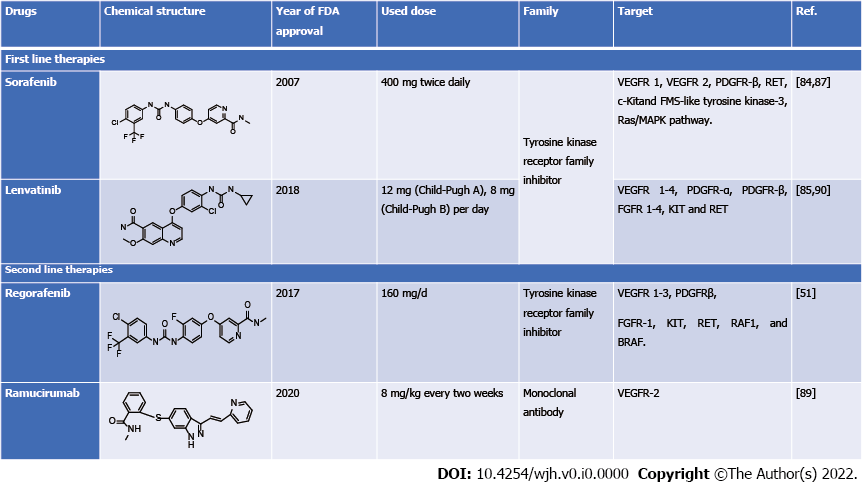 Drugs Chemical structure Year of FDA approval Used dose Family Target Ref.
First line therapies
Sorafenib 2007 400 mg twice daily VEGFR 1, VEGFR 2, PDGFR-β, RET, [84,87]
c-Kitand FMS-like tyrosine kinase-3,
Ras/MAPK pathway.
Cl
F
F
F
N
H
O
N
H
O
N
O
H
N
Tyrosine kinase
receptor family
inhibitor
Lenvatinib 2018 12 mg (Child-Pugh A), 8 mg VEGFR 1-4, PDGFR-α, PDGFR-β, [85,90]
(Child-Pugh B) per day FGFR 1-4, KIT and RET
H
N
O
H
N
Cl
O
O
N
O
N
Second line therapies
Regorafenib 2017 160 mg/d Tyrosine kinase VEGFR 1-3, PDGFRβ, [51]
receptor family
inhibitor
FGFR-1, KIT, RET, RAF1, and
BRAF.
Cl
F
F
F
N
H
O
N
H
F
O
N
O
H
N
Ramucirumab 2020 8 mg/kg every two weeks Monoclonal VEGFR-2 [89]
antibody
O
NH
S
N
N
H
N
DOI: 10.4254/wjh.v0.i0.0000 Copyright ©The Author(s) 2022.